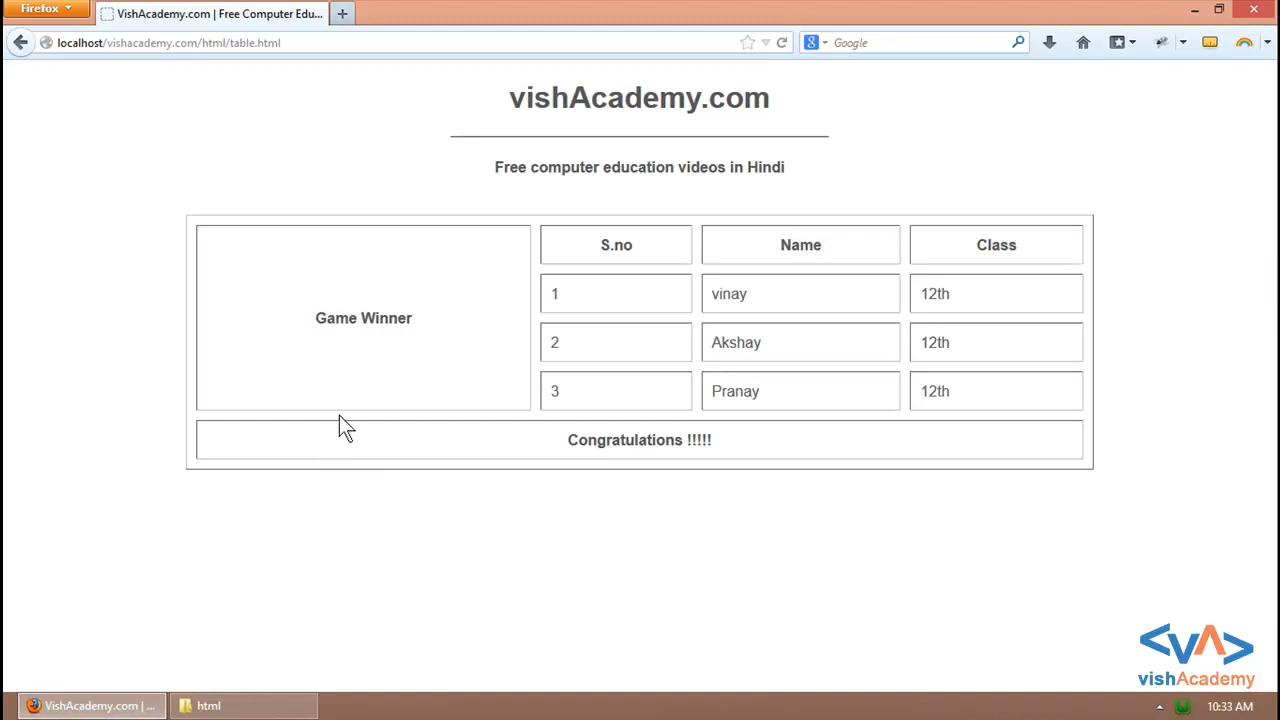 Firefox
VishAcademy.com | Free Computer Edu...
localhost/vishacademy.com/html/table.html
8 Google
vishAcademy.com
Free computer education videos in Hindi
Game Winner S.no Name Class
1 vinay 12th
2 Akshay 12th
3 Pranay 12th
Congratulations !!!!!
<VA>
vishAcademy
VishAcademy.com | ... html 10:33 AM